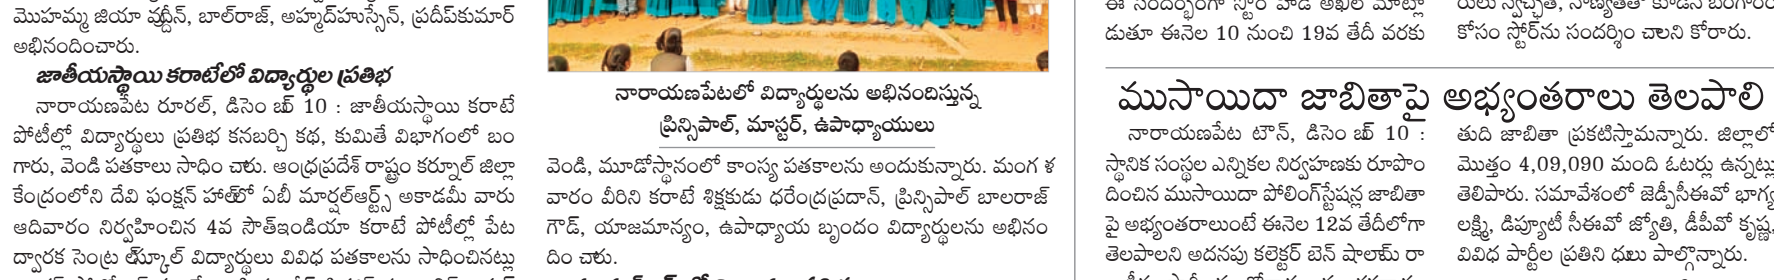 మొహమ్మ జియా వుద్దీన్, బాల్‌రాజ్, అహ్మద్‌హుస్సేన్, ప్రదీప్‌కుమార్
అభినందించారు.
జాతీయస్థాయి కరాటేలో విద్యార్థుల ప్రతిభ
నారాయణపేట రూరల్, డిసెం బర్ 10 : జాతీయస్థాయి కరాటే
పోటీల్లో విద్యార్థులు ప్రతిభ కనబర్చి కథ, కుమితే విభాగంలో బం
గారు, వెండి పతకాలు సాధిం చారు. ఆంధ్రప్రదేశ్ రాష్ట్రం కర్నూల్ జిల్లా
కేంద్రంలోని దేవి ఫంక్షన్ హాల్‌లో ఏబీ మార్షల్‌ఆర్ట్స్ అకాడమీ వారు
ఆదివారం నిర్వహించిన 4వ సౌత్‌ఇండియా కరాటే పోటీల్లో పేట
ద్వారక సెంట్ర ల్‌స్కూల్ విద్యార్థులు వివిధ పతకాలను సాధించినట్లు
నారాయణపేటలో విద్యార్థులను అభినందిస్తున్న
ప్రిన్సిపాల్, మాస్టర్, ఉపాధ్యాయులు
వెండి, మూడోస్థానంలో కాంస్య పతకాలను అందుకున్నారు. మంగ ళ
వారం వీరిని కరాటే శిక్షకుడు ధరేంద్రప్రదాన్, ప్రిన్సిపాల్ బాలరాజ్
గౌడ్, యాజమాన్యం, ఉపాధ్యాయ బృందం విద్యార్థులను అభినం
దిం చారు.
ఈ సందర్భంగా స్టోరం హెడ్ అఖిల్ మాట్లా
డుతూ ఈనెల 10 నుంచి 19వ తేదీ వరకు
రులు స్వచ్ఛత, నాణ్యతతో కూడిన బంగారం
కోసం స్టోర్‌ను సందర్శిం చాలని కోరారు.
ముసాయిదా జాబితాపై అభ్యంతరాలు తెలపాలి
నారాయణపేట టౌన్, డిసెం బర్ 10 :
స్థానిక సంస్థల ఎన్నికల నిర్వహణకు రూపొం
దించిన ముసాయిదా పోలింగ్‌స్టేషన్ల జాబితా
పై అభ్యంతరాలుంటే ఈనెల 12వ తేదీలోగా
తెలపాలని అదనపు కలెక్టర్ బెన్ షాలమ్ రా
తుది జాబితా ప్రకటిస్తామన్నారు. జిల్లాలో
మొత్తం 4,09,090 మంది ఓటర్లు ఉన్నట్లు
తెలిపారు. సమావేశంలో జెడ్పీసీఈవో భాగ్య
లక్ష్మి, డిప్యూటీ సీఈవో జ్యోతి, డీపీవో కృష్ణ,
వివిధ పార్టీల ప్రతిని ధులు పాల్గొన్నారు.